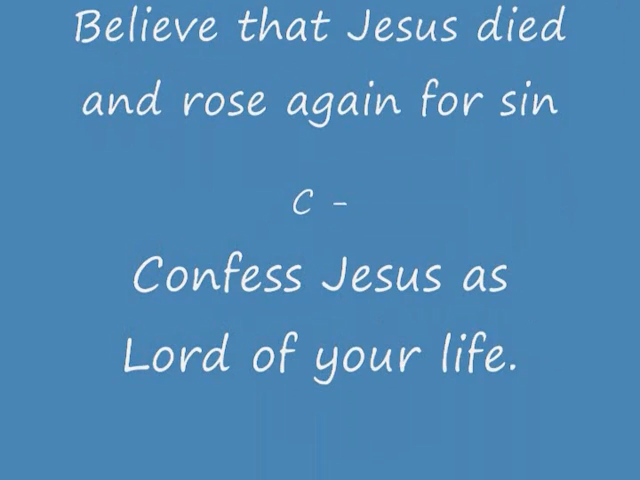 Believe that Jesus died
and rose again for sin
C -
Confess Jesus as
Lord of your life.